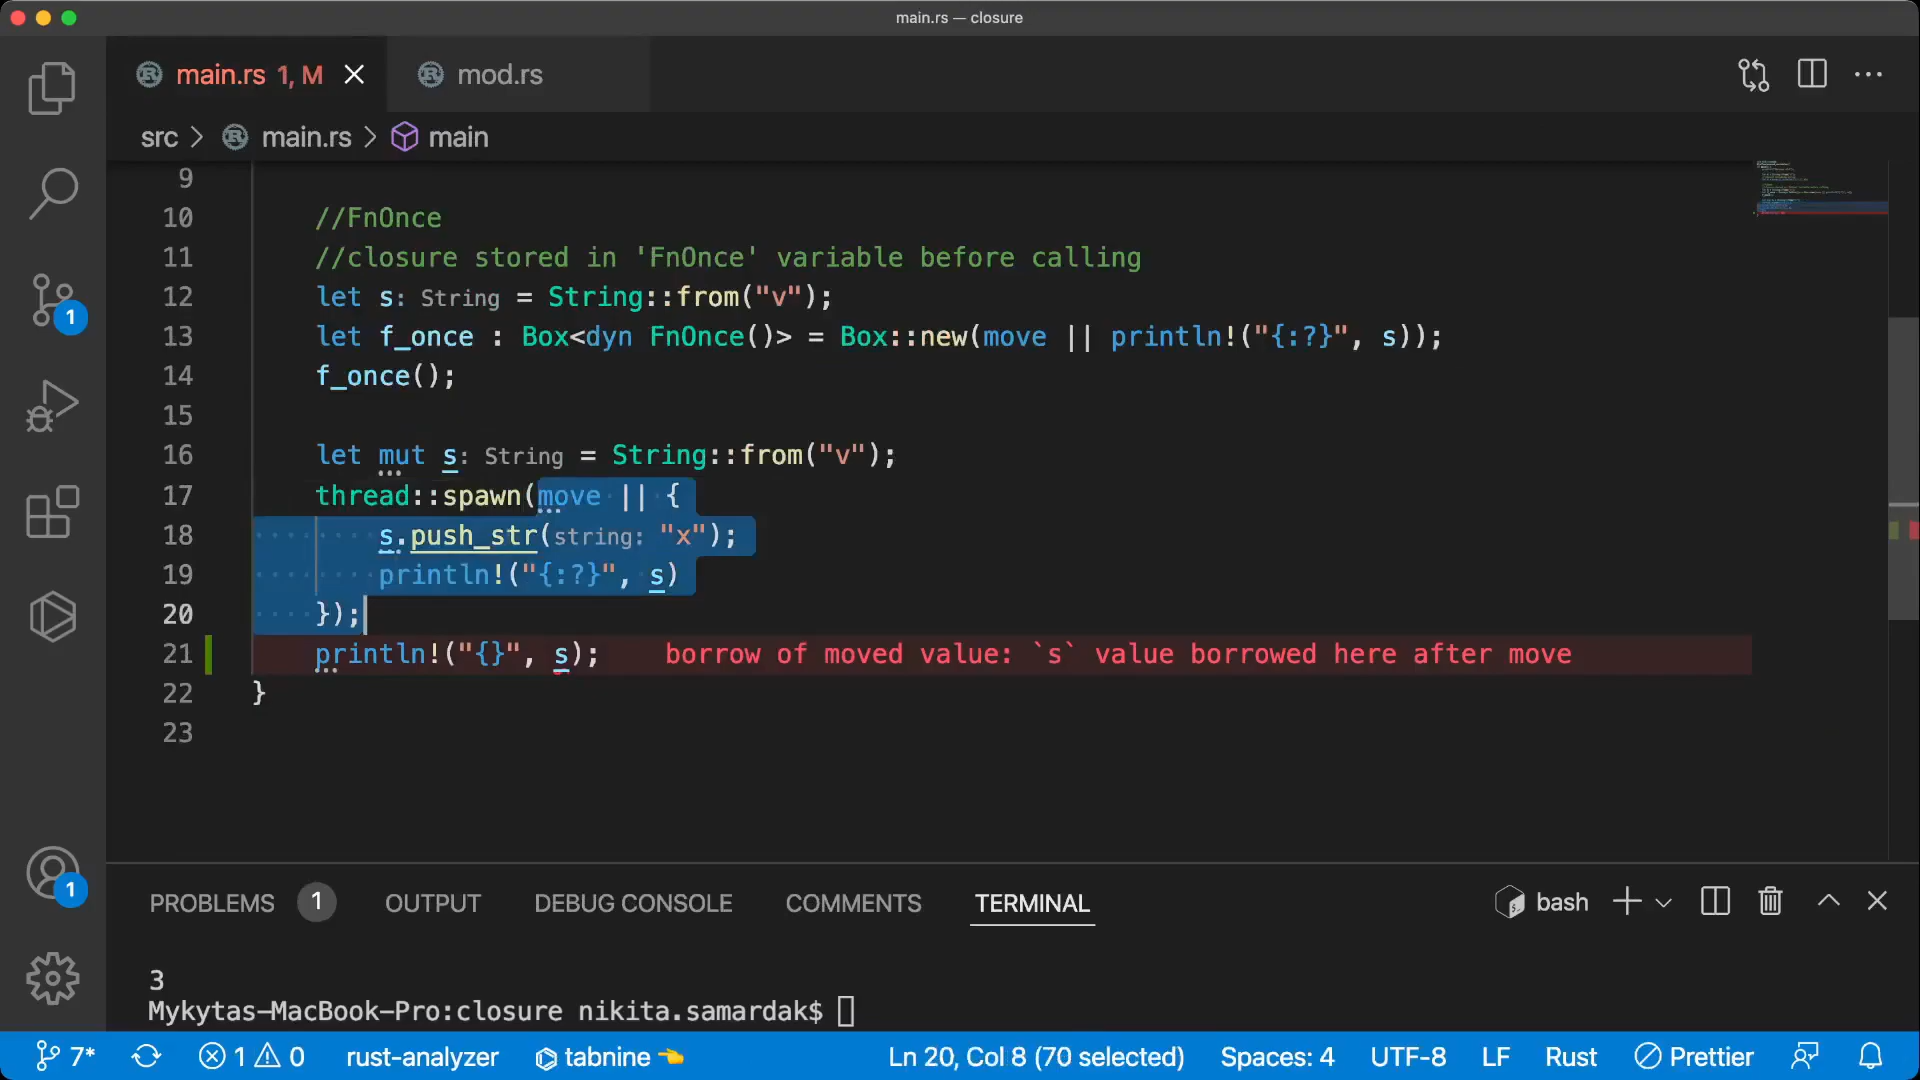 main.rs — closure
main.rs 1, M
mod.rs
src > main.rs > main
9
10 //FnOnce
11 //closure stored in 'FnOnce' variable before calling
12 let s: String = String::from("v");
13 let f_once : Box<dyn FnOnce()> = Box::new(move || println!("{:?}", s));
14 f_once();
15
16 let mut s: String = String::from("v");
17 thread::spawn(move || {
18 s.push_str(string: "x");
19 println!("{:?}", s)
20 });
21 println!("{}", s); borrow of moved value: `s` value borrowed here after move
22 }
23
1
1
PROBLEMS 1 OUTPUT DEBUG CONSOLE COMMENTS TERMINAL bash
3
Mykytas-MacBook-Pro:closure nikita.samardak$
7* 1 0 rust-analyzer tabnine Ln 20, Col 8 (70 selected) Spaces: 4 UTF-8 LF Rust Prettier